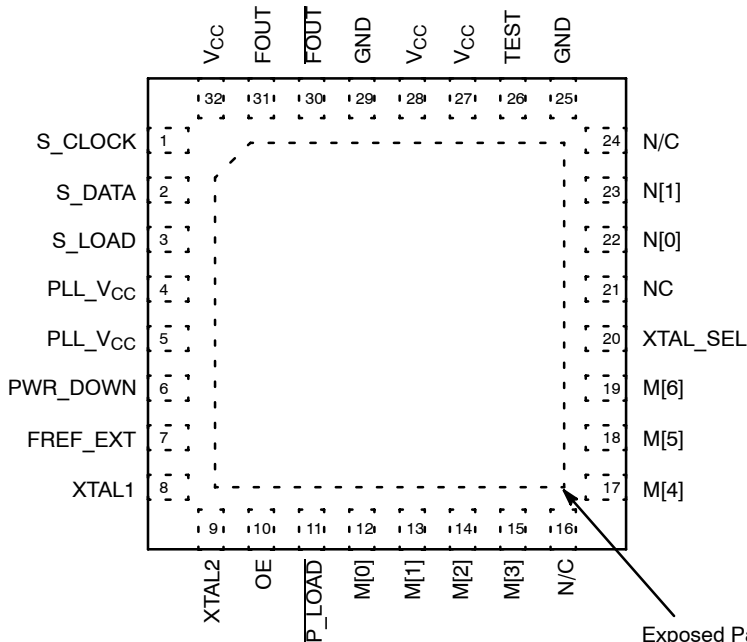 VCC FOUT FOUT GND VCC VCC TEST GND
32 31 30 29 28 27 26 25
S_CLOCK 1 24 N/C
S_DATA 2 23 N[1]
S_LOAD 3 22 N[0]
PLL_VCC 4 21 NC
PLL_VCC 5 20 XTAL_SEL
PWR_DOWN 6 19 M[6]
FREF_EXT 7 18 M[5]
XTAL1 8 17 M[4]
9 10 11 12 13 14 15 16
XTAL2 OE P_LOAD M[0] M[1] M[2] M[3] N/C
Exposed